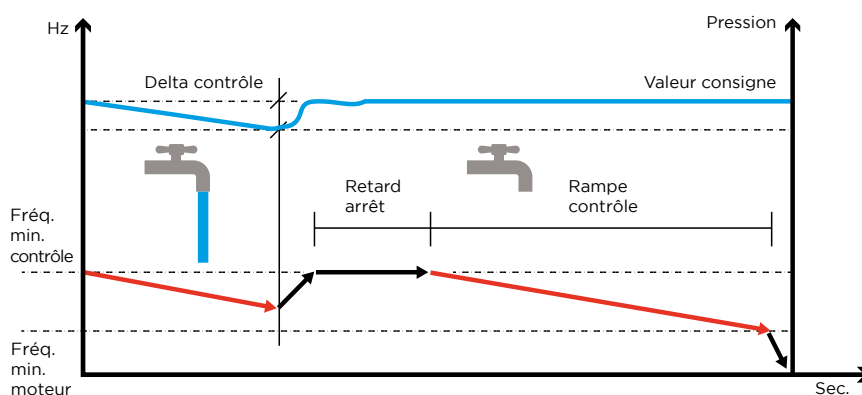 Hz
Pression
Delta contrôle
Valeur consigne
Retard
arrêt
Rampe
contrôle
Fréq.
min.
contrôle
Fréq.
min.
moteur
Sec.